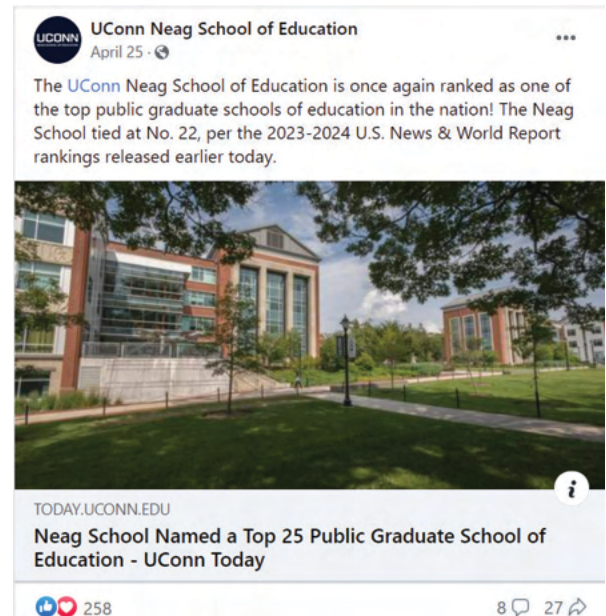 UCONN
UConn Neag School of Education
April 25 ·
The UConn Neag School of Education is once again ranked as one of
the top public graduate schools of education in the nation! The Neag
School tied at No. 22, per the 2023-2024 U.S. News & World Report
rankings released earlier today.
TODAY.UCONN.EDU
Neag School Named a Top 25 Public Graduate School of
Education - UConn Today
258
8
27